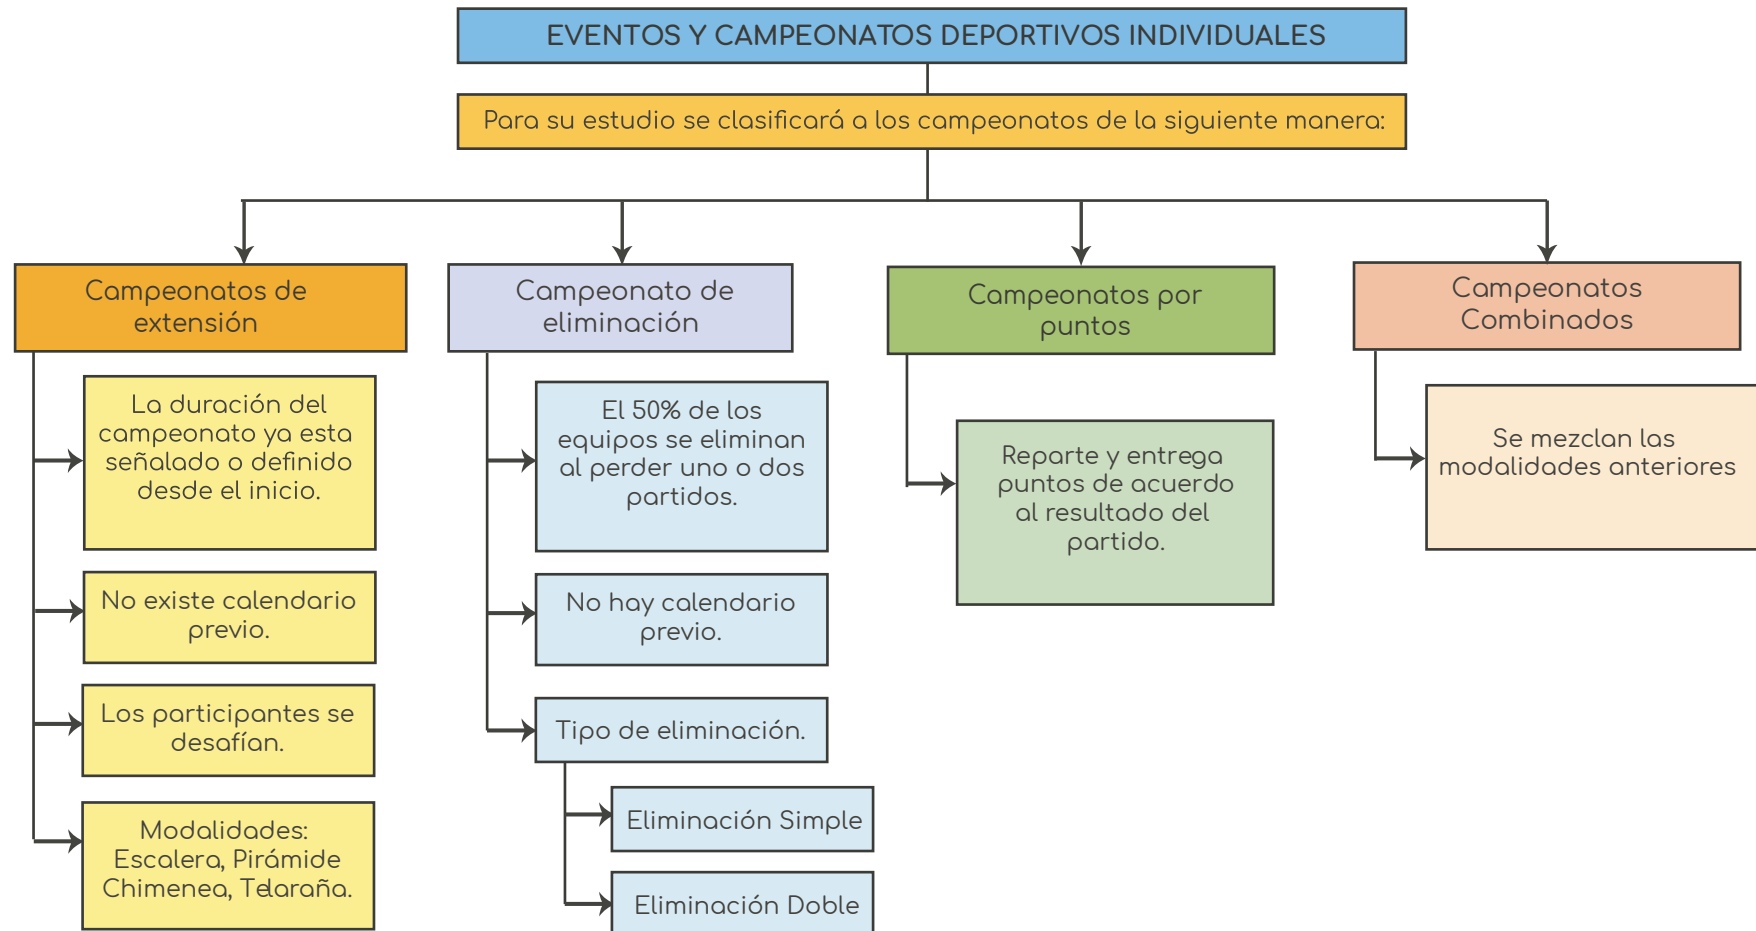 EVENTOS Y CAMPEONATOS DEPORTIVOS INDIVIDUALES
Para su estudio se clasificará a los campeonatos de la siguiente manera:
Campeonatos de
extensión
La duración del
campeonato ya esta
señalado o definido
desde el inicio.
No existe calendario
previo.
Los participantes se
desafían.
Modalidades:
Escalera, Pirámide
Chimenea, Telaraña.
Campeonato de
eliminación
El 50% de los
equipos se eliminan
al perder uno o dos
partidos.
No hay calendario
previo.
Tipo de eliminación.
Eliminación Simple
Eliminación Doble
Campeonatos por
puntos
Reparte y entrega
puntos de acuerdo
al resultado del
partido.
Campeonatos
Combinados
Se mezclan las
modalidades anteriores